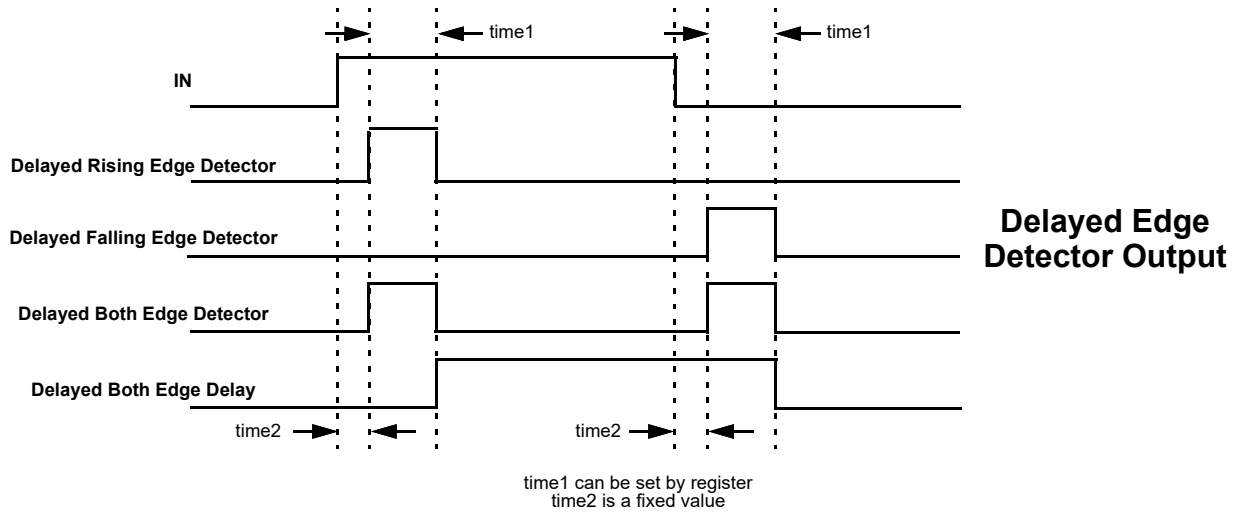 time1
time1
IN
Delayed Rising Edge Detector
Delayed Falling Edge Detector
Delayed Edge
Detector Output
Delayed Both Edge Detector
Delayed Both Edge Delay
time2
time2
time1 can be set by register
time2 is a fixed value